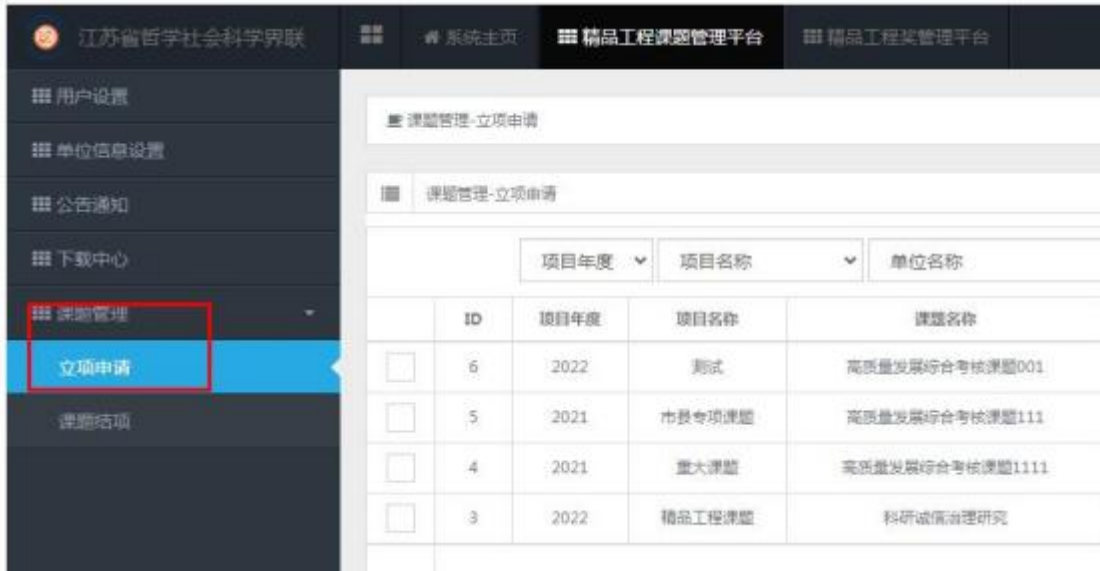 江苏省哲学社会科学界联
系统主页
精品工程课题管理平台
精品工程奖管理平台
用户设置
单位信息设置
公告通知
下载中心
课题管理
立项申请
课题结项
课题管理-立项申请
课题管理-立项申请
项目年度 项目名称 单位名称
ID 项目年度 项目名称 课题名称
6 2022 测试 高质量发展综合考核课题001
5 2021 市县专项课题 高质量发展综合考核课题111
4 2021 重大课题 高质量发展综合考核课题1111
3 2022 精品工程课题 科研诚信治理研究